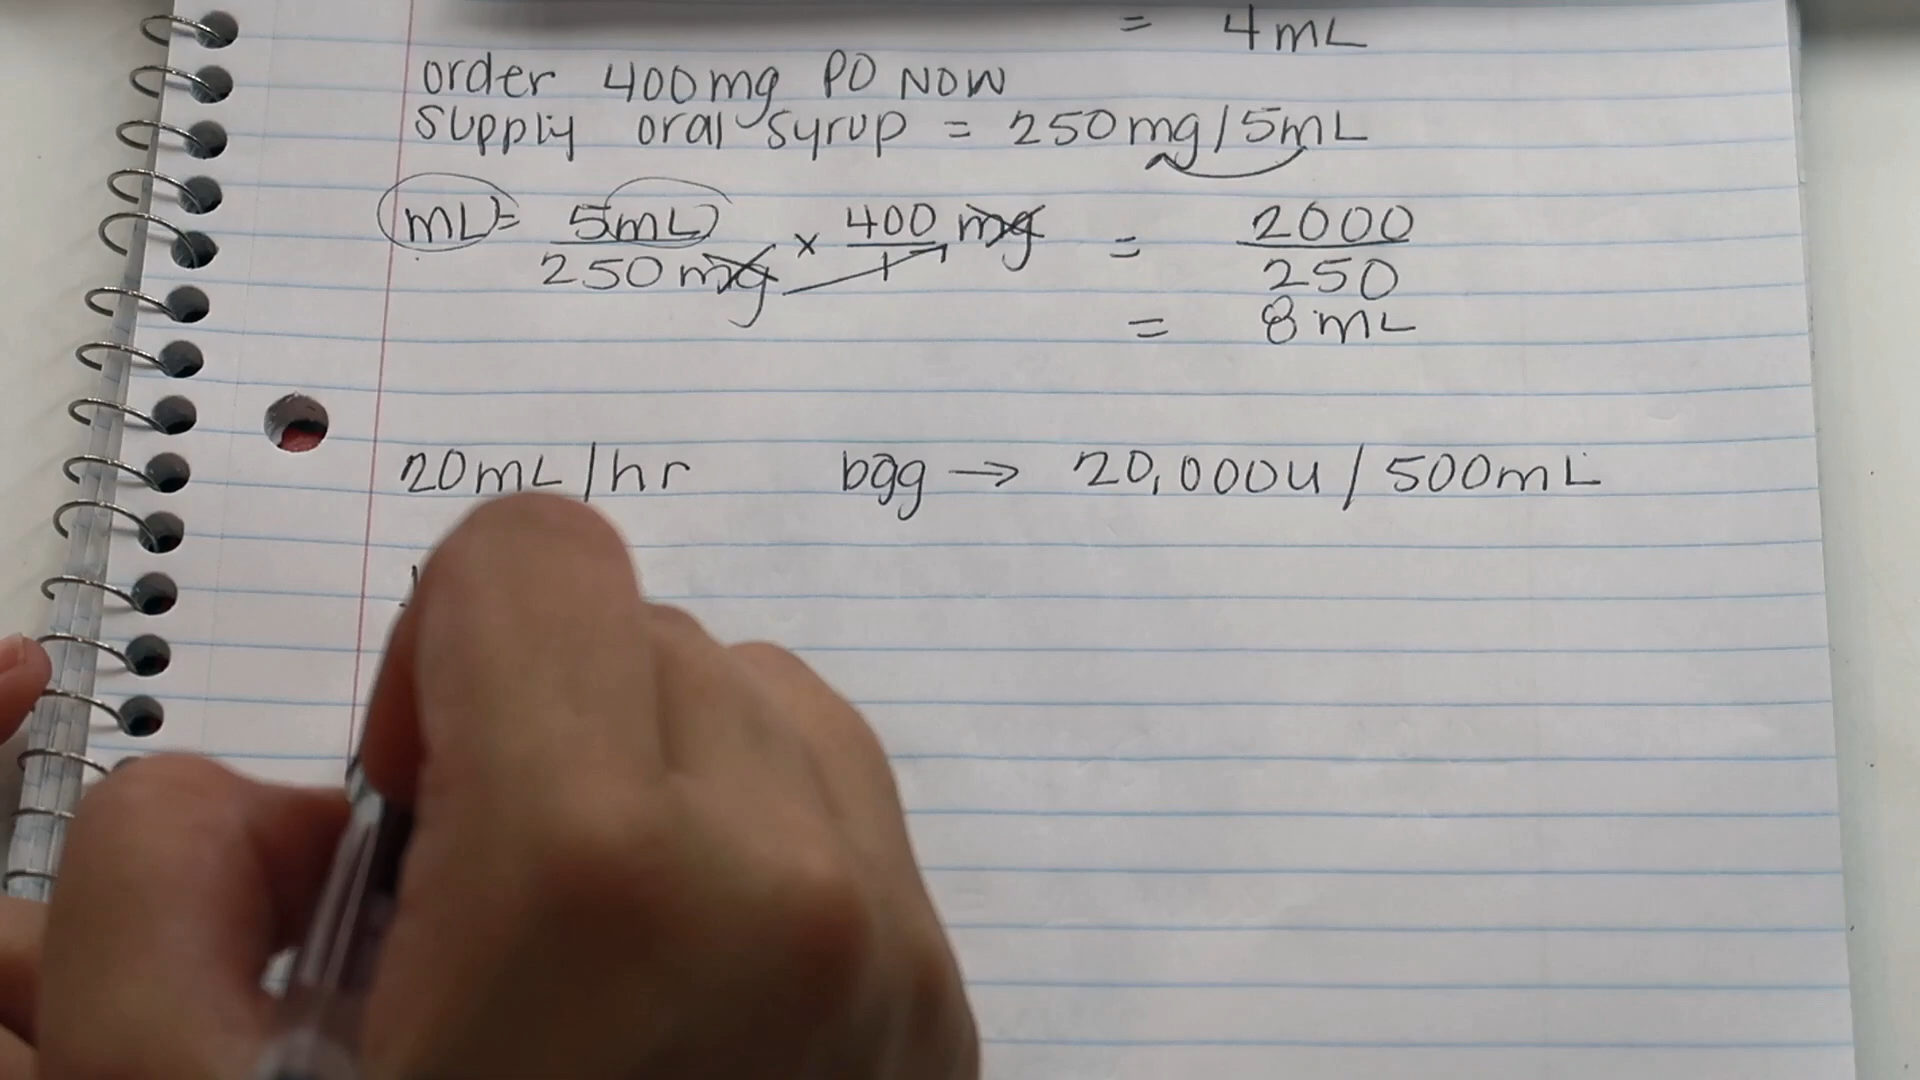 = 4mL
order 400mg PO NOW
supply oral syrup = 250mg/5mL
mL = 5mL / 250mg × 400mg / 1 = 2000 / 250
= 8mL
20mL/hr bag → 20,000u/500mL